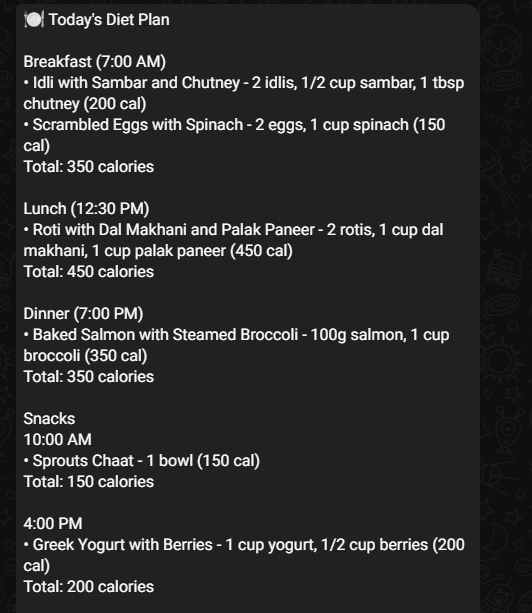 🍽️ Today's Diet Plan
Breakfast (7:00 AM)
• Idli with Sambar and Chutney - 2 idlis, 1/2 cup sambar, 1 tbsp
chutney (200 cal)
• Scrambled Eggs with Spinach - 2 eggs, 1 cup spinach (150
cal)
Total: 350 calories
Lunch (12:30 PM)
• Roti with Dal Makhani and Palak Paneer - 2 rotis, 1 cup dal
makhani, 1 cup palak paneer (450 cal)
Total: 450 calories
Dinner (7:00 PM)
• Baked Salmon with Steamed Broccoli - 100g salmon, 1 cup
broccoli (350 cal)
Total: 350 calories
Snacks
10:00 AM
• Sprouts Chaat - 1 bowl (150 cal)
Total: 150 calories
4:00 PM
• Greek Yogurt with Berries - 1 cup yogurt, 1/2 cup berries (200
cal)
Total: 200 calories